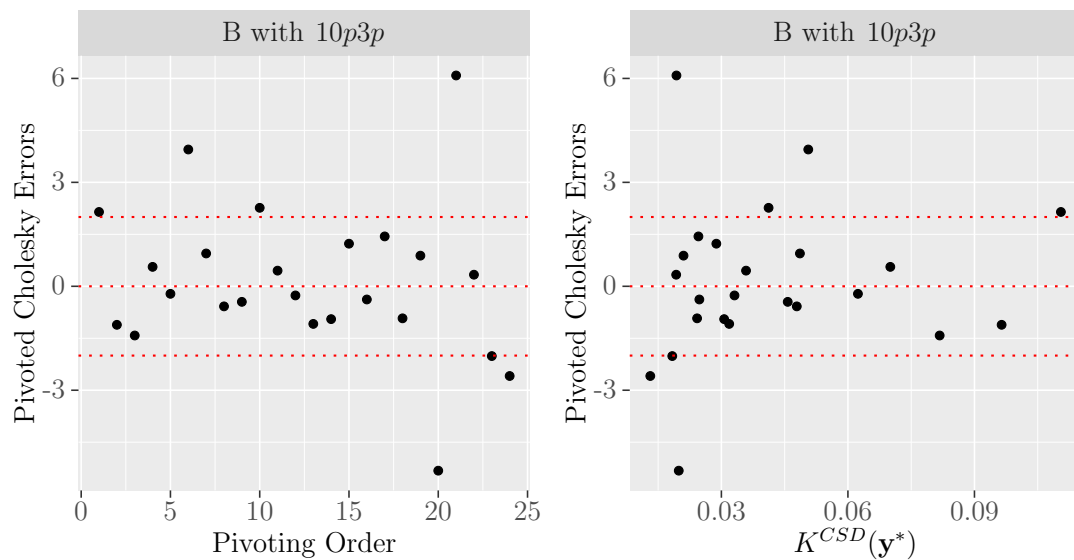 B with 10p3p
6
3
0
-3
Pivoted Cholesky Errors
0
5
10
15
20
25
Pivoting Order
B with 10p3p
6
3
0
-3
Pivoted Cholesky Errors
0.03
0.06
0.09
K^{CSD}(y*)